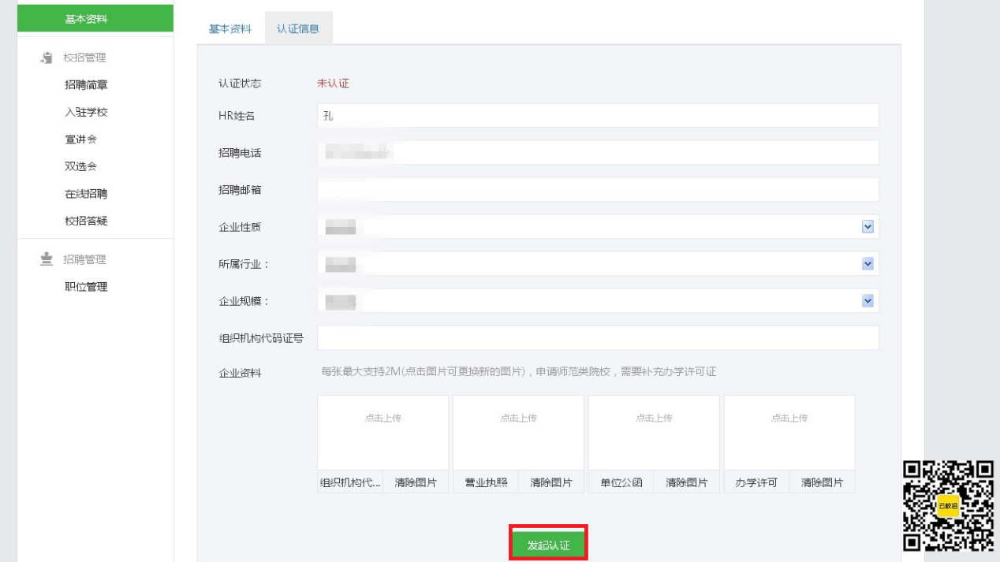 基本资料
校招管理
招聘简章
入驻学校
宣讲会
双选会
在线招聘
校招答疑
招聘管理
职位管理
基本资料 认证信息
认证状态 未认证
HR姓名 孔
招聘电话
招聘邮箱
企业性质
所属行业：
企业规模：
组织机构代码证号
企业资料 每张最大支持2M(点击图片可更换新的图片)，申请师范类院校，需要补充办学许可证
点击上传 点击上传 点击上传 点击上传
组织机构代... 清除图片 营业执照 清除图片 单位公函 清除图片 办学许可 清除图片
云校招
发起认证